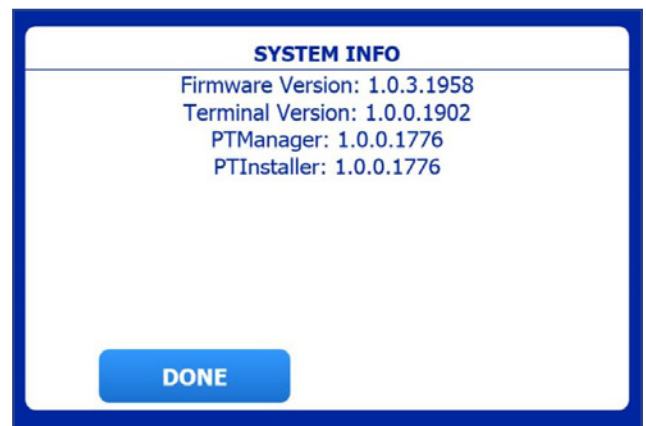 SYSTEM INFO
Firmware Version: 1.0.3.1958
Terminal Version: 1.0.0.1902
PTManager: 1.0.0.1776
PTInstaller: 1.0.0.1776
DONE